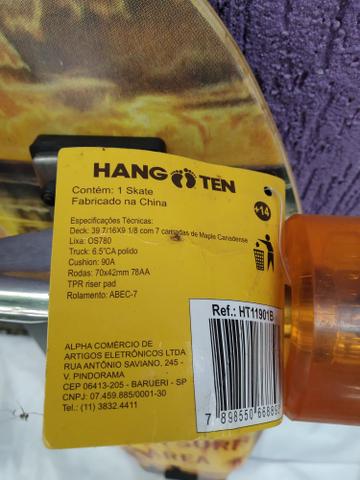 HANG TEN
+14
Contém: 1 Skate
Fabricado na China
Especificações Técnicas:
Deck: 39 7/16X9 1/8 com 7 camadas de Maple Canadense
Lixa: OS780
Truck: 6.5"CA polido
Cushion: 90A
Rodas: 70x42mm 78AA
TPR riser pad
Rolamento: ABEC-7
Ref.: HT11901B
ALPHA COMÉRCIO DE
ARTIGOS ELETRÔNICOS LTDA
RUA ANTÔNIO SAVIANO, 245 -
V. PINDORAMA
CEP 06413-205 - BARUERI - SP
CNPJ: 07.459.885/0001-30
Tel.: (11) 3832.4411
7 898550
SURF
AREA